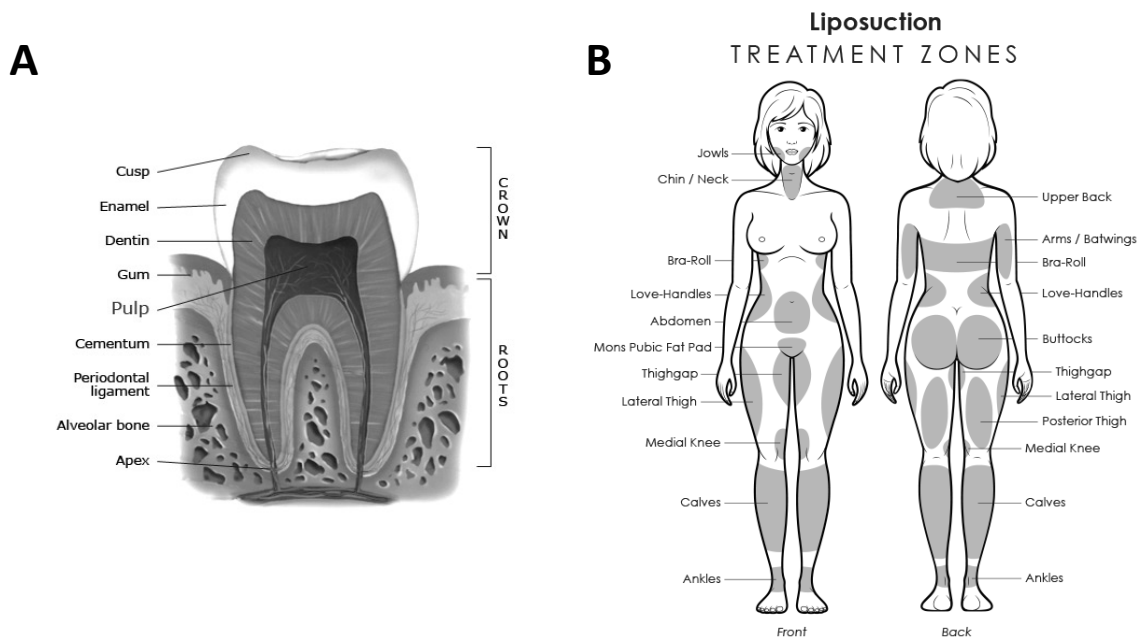 A
Cusp
Enamel
Dentin
Gum
Pulp
Cementum
Periodontal
ligament
Alveolar bone
Apex
CROWN
ROOTS
B
Liposuction
TREATMENT ZONES
Jowls
Chin / Neck
Bra-Roll
Love-Handles
Abdomen
Mons Pubic Fat Pad
Thighgap
Lateral Thigh
Medial Knee
Calves
Ankles
Front
Upper Back
Arms / Batwings
Bra-Roll
Love-Handles
Buttocks
Thighgap
Lateral Thigh
Posterior Thigh
Medial Knee
Calves
Ankles
Back